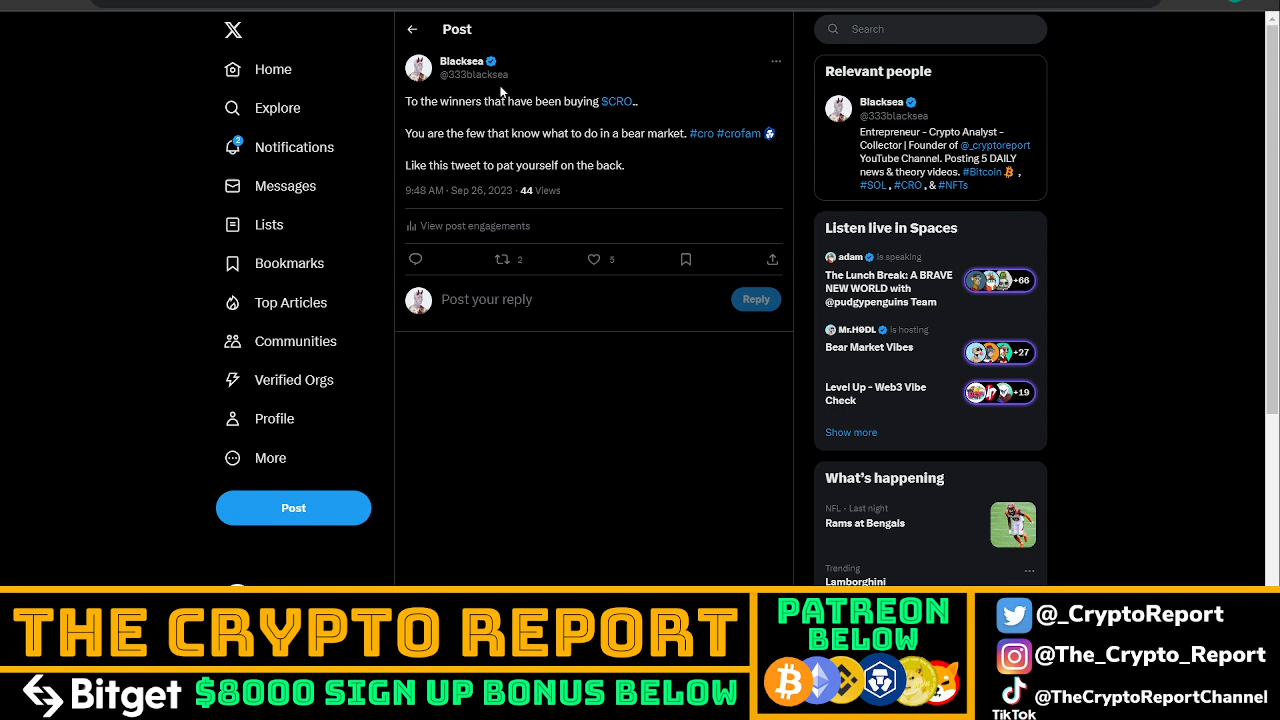 Home
Explore
2
Notifications
Messages
Lists
Bookmarks
Top Articles
Communities
Verified Orgs
Profile
More
Post
Post
Blacksea
@333blacksea
To the winners that have been buying $CRO..
You are the few that know what to do in a bear market. #cro #crofam
Like this tweet to pat yourself on the back.
9:48 AM · Sep 26, 2023 · 44 Views
View post engagements
2 5
Post your reply
Reply
Search
Relevant people
Blacksea
@333blacksea
Entrepreneur - Crypto Analyst -
Collector | Founder of @_cryptoreport
YouTube Channel. Posting 5 DAILY
news & theory videos. #Bitcoin ,
#SOL , #CRO , & #NFTs
Listen live in Spaces
adam is speaking
The Lunch Break: A BRAVE
NEW WORLD with
@pudgypenguins Team
+66
Mr.HODL is hosting
Bear Market Vibes
+27
Level Up - Web3 Vibe
Check
+19
Show more
What's happening
NFL · Last night
Rams at Bengals
Trending
Lamborghini
THE CRYPTO REPORT
Bitget $8000 SIGN UP BONUS BELOW
PATREON
BELOW
@_CryptoReport
@The_Crypto_Report
TikTok
@TheCryptoReportChannel